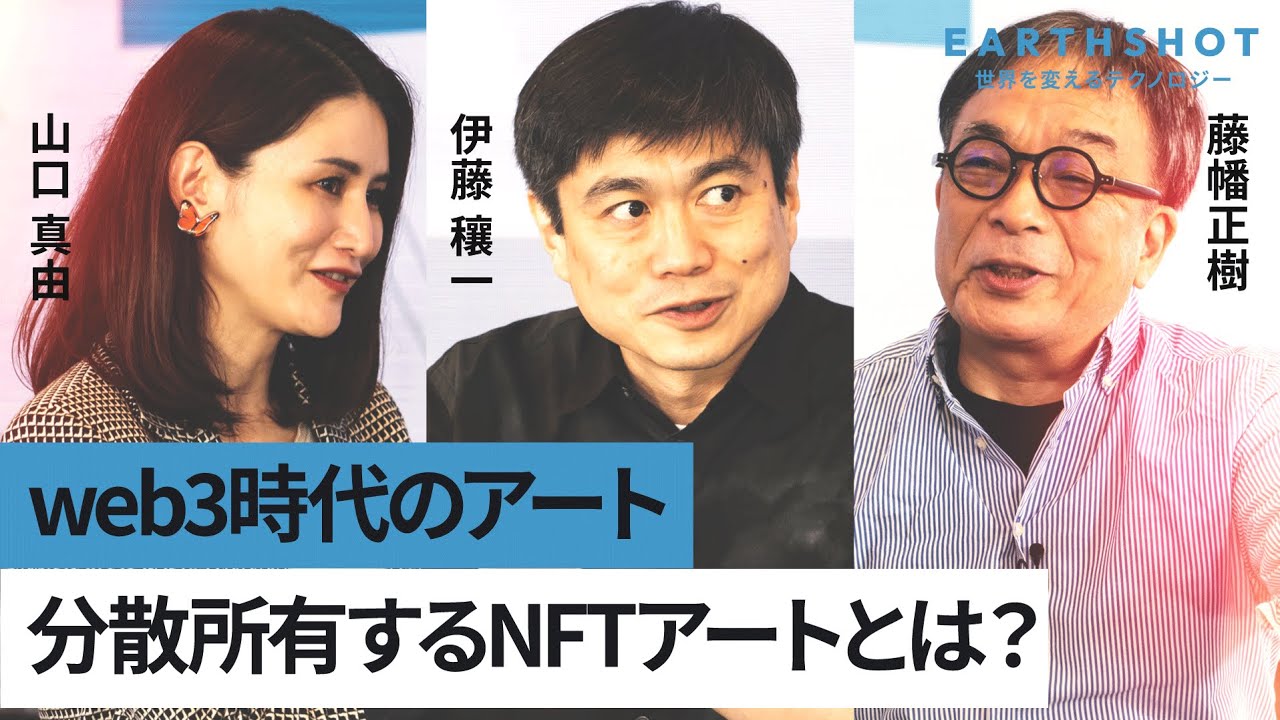 EARTHSHOT
世界を変えるテクノロジー
山口 真由
伊藤 穰一
藤幡正樹
web3時代のアート
分散所有するNFTアートとは？